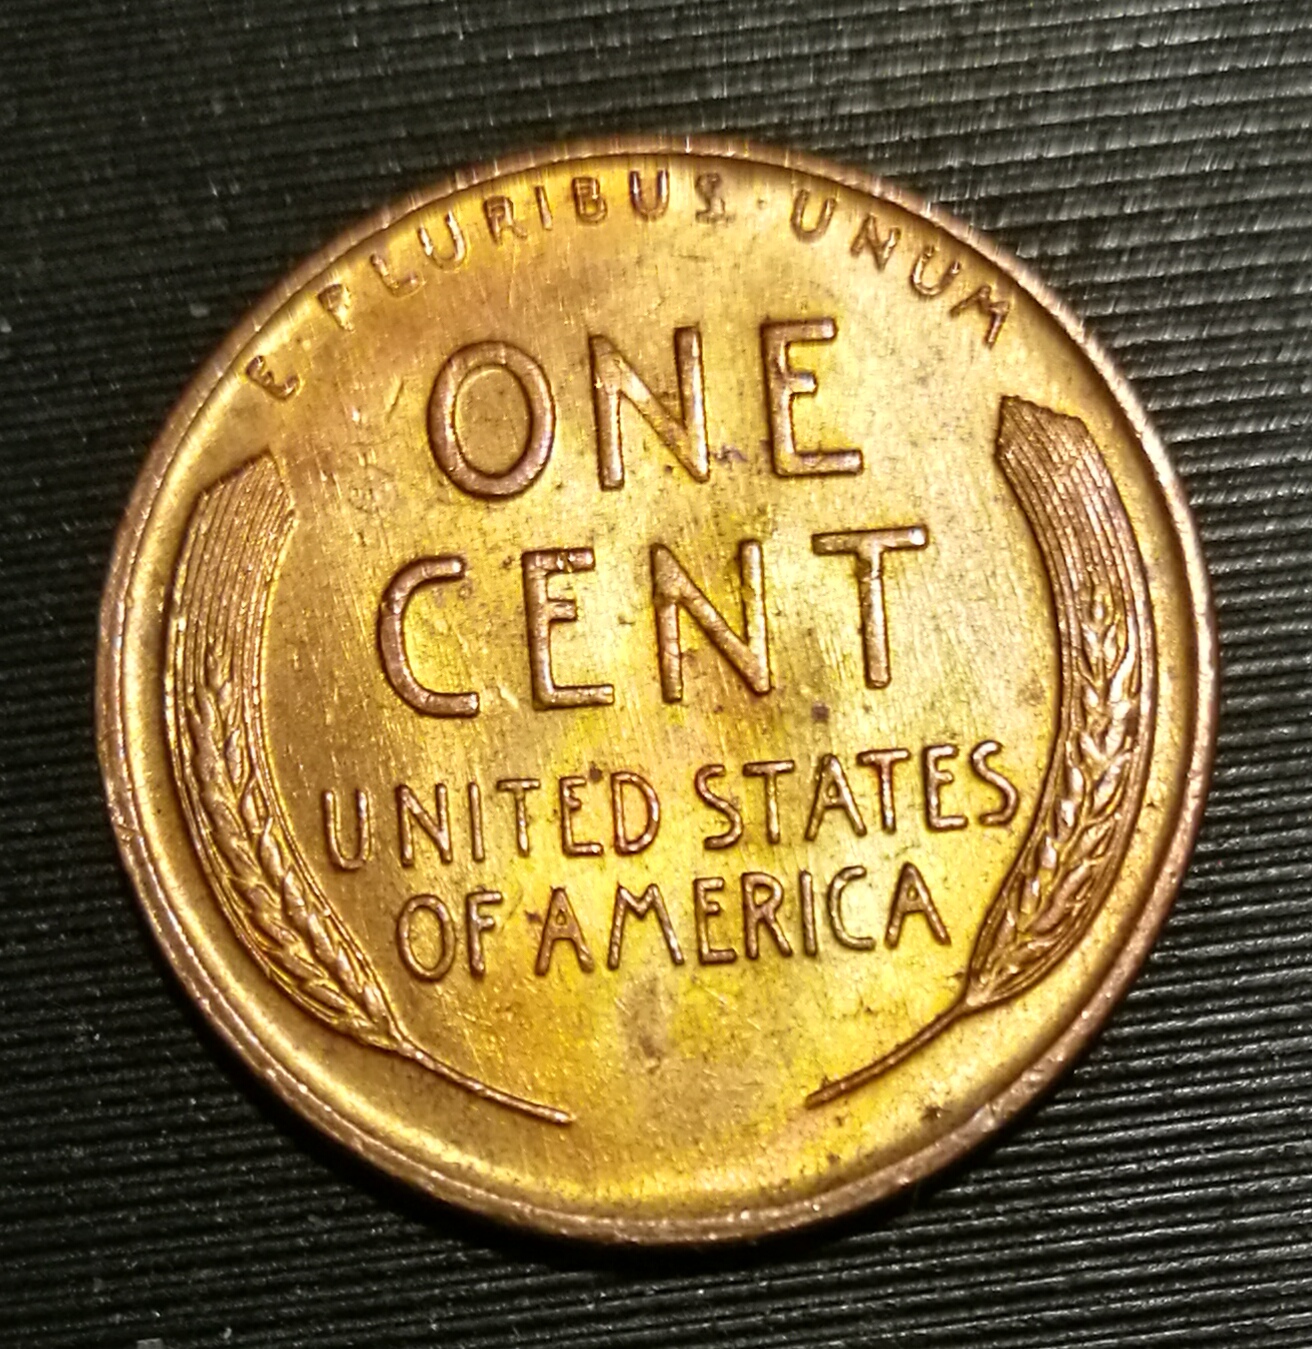 E·PLURIBUS·UNUM
ONE
CENT
UNITED STATES
OF AMERICA